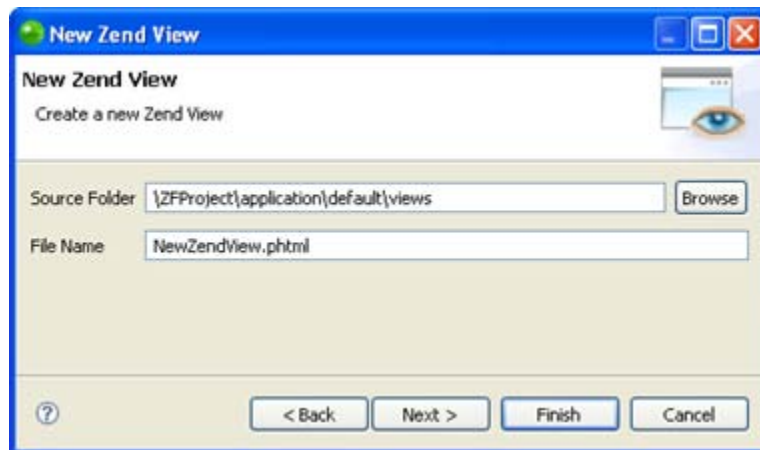 New Zend View
New Zend View
Create a new Zend View
Source Folder \ZFProject\application\default\views Browse
File Name NewZendView.phtml
? < Back Next > Finish Cancel